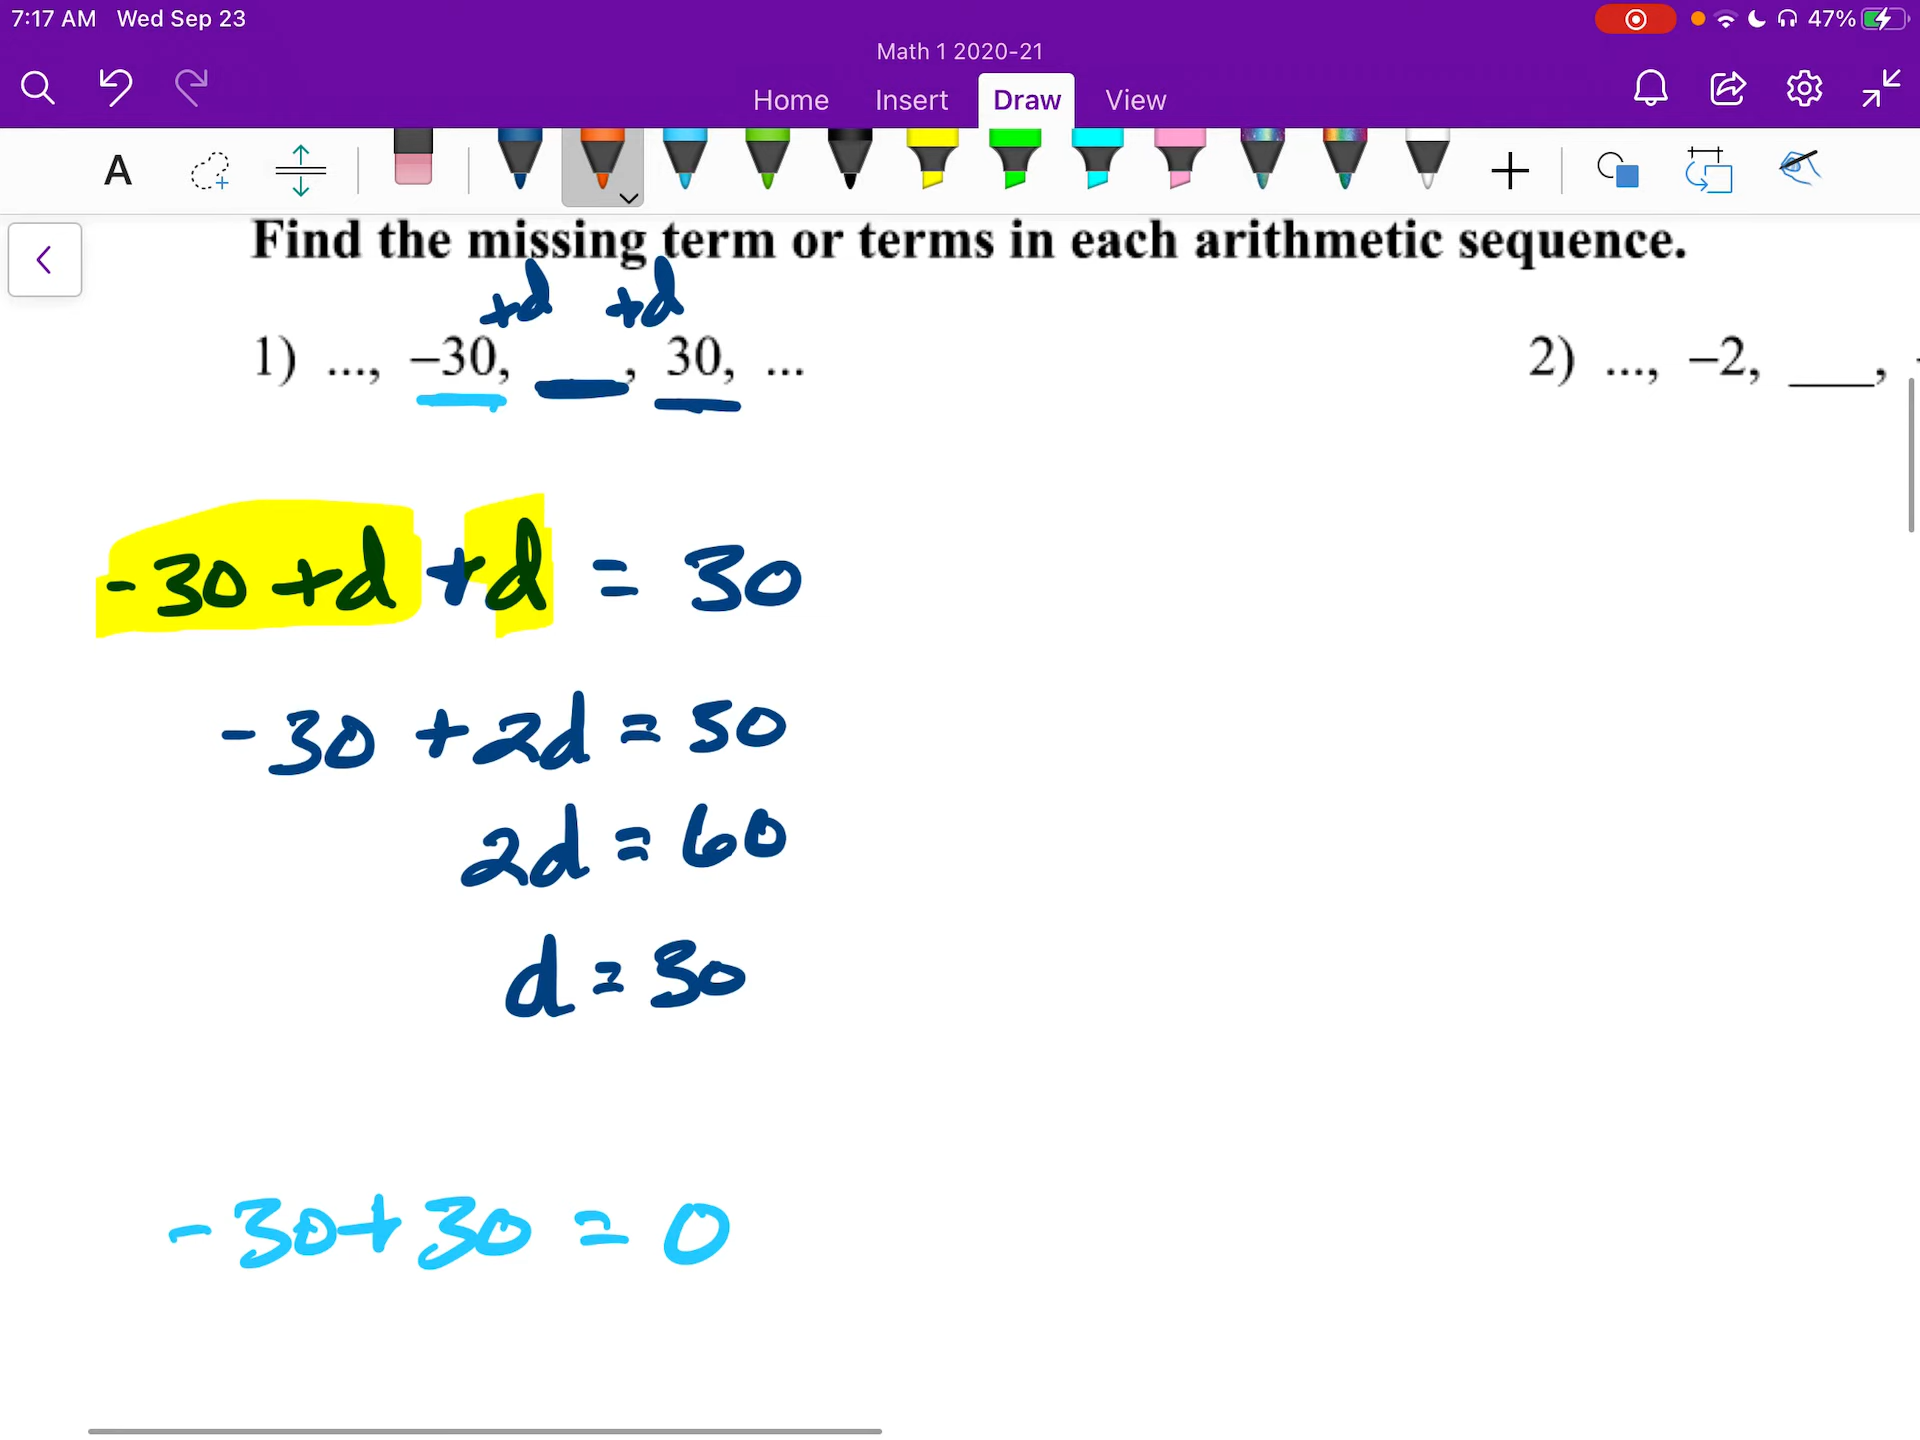 7:17 AM Wed Sep 23
47%
Math 1 2020-21
Home Insert Draw View
A
Find the missing term or terms in each arithmetic sequence.
+d +d
1) ..., –30, ___, 30, ...
2) ..., –2, ___,
-30 +d +d = 30
-30 +2d = 30
2d = 60
d = 30
-30+30 = 0